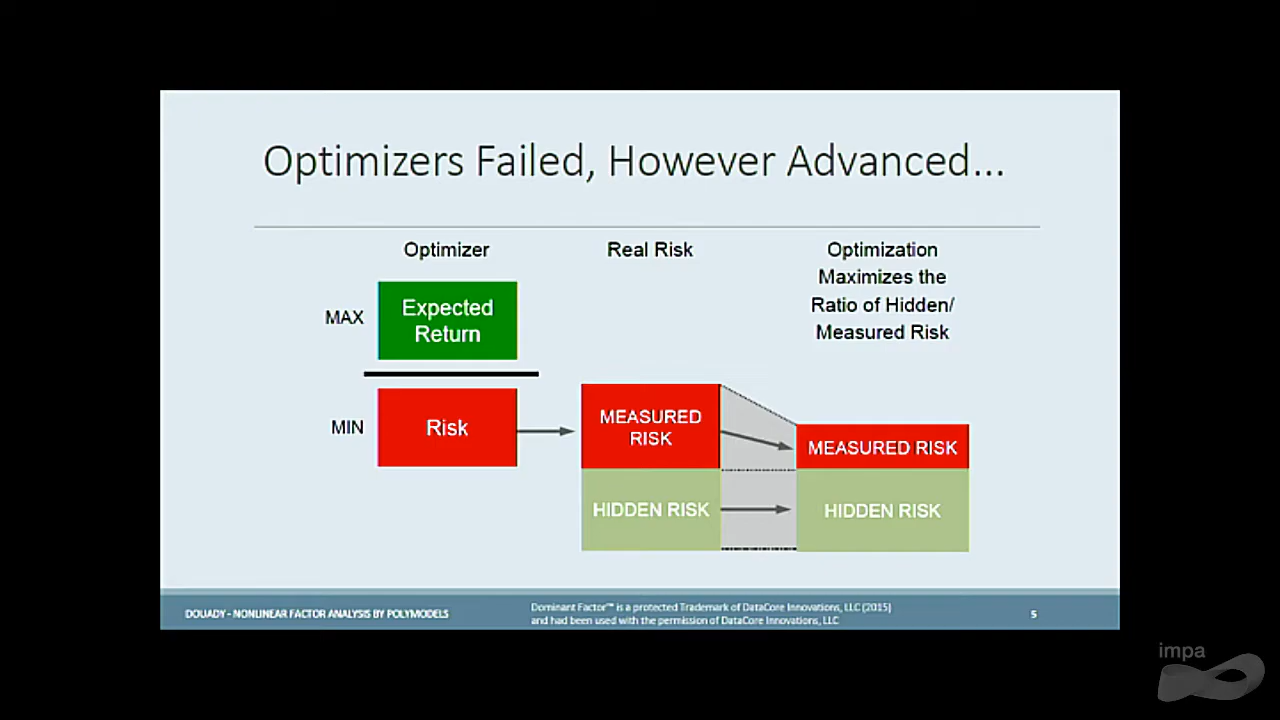 Optimizers Failed, However Advanced...
Optimizer
Real Risk
Optimization
Maximizes the
Ratio of Hidden/
Measured Risk
MAX
Expected
Return
MIN
Risk
MEASURED
RISK
MEASURED RISK
HIDDEN RISK
HIDDEN RISK
DOUADY - NONLINEAR FACTOR ANALYSIS BY POLYMODELS
Dominant Factor™ is a protected Trademark of DataCore Innovations, LLC (2015)
and had been used with the permission of DataCore Innovations, LLC
5
impa